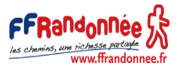 FFRandonnée
les chemins, une richesse partagée
www.ffrandonnee.fr